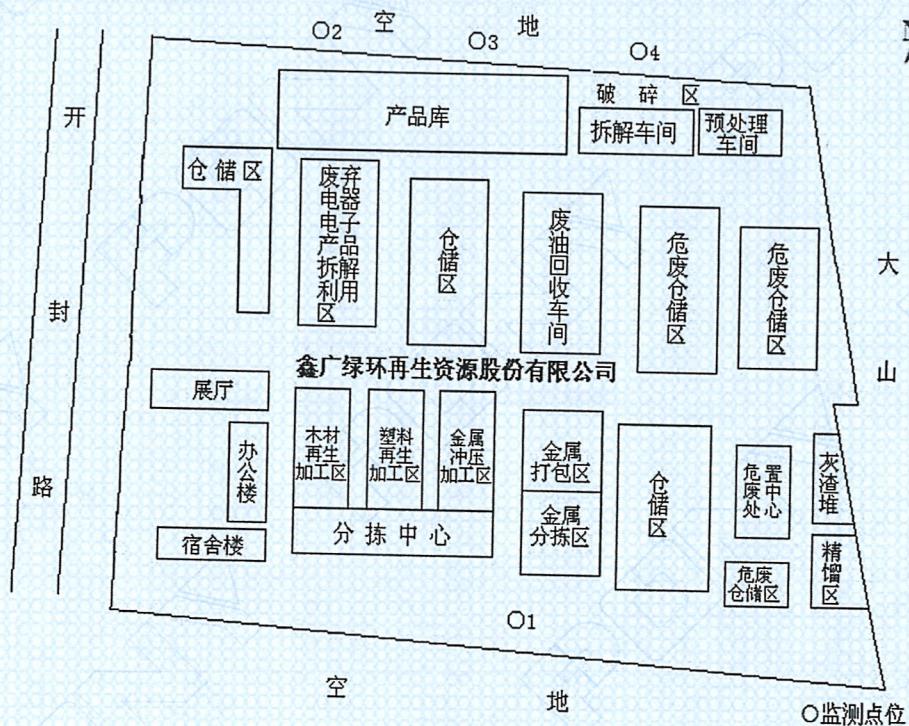 空 地
○2
○3
○4
开
封
路
破 碎 区
产品库
拆解车间
预处理
车间
仓储区
废弃
电器
电子
产品
拆解
利用
区
仓储区
废油回收车间
危废仓储区
危废仓储区
大
山
鑫广绿环再生资源股份有限公司
展厅
办公楼
宿舍楼
木材
再生
加工区
塑料
再生
加工区
金属
冲压
加工区
分拣中心
金属
打包区
金属
分拣区
仓储区
危废处
置中心
灰渣堆
危废
仓储区
精馏区
○1
空 地
○监测点位